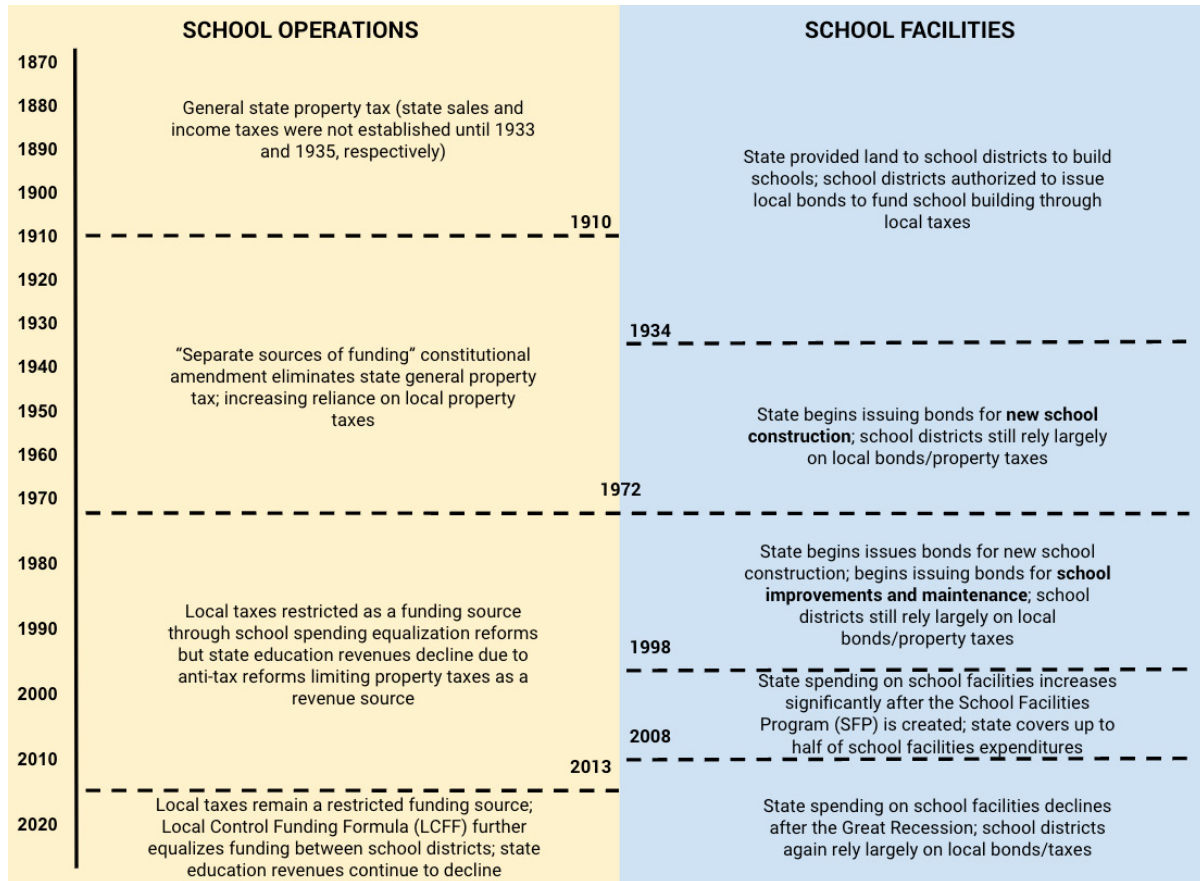 SCHOOL OPERATIONS
SCHOOL FACILITIES
1870
1880
1890
1900
1910
1920
1930
1940
1950
1960
1970
1980
1990
2000
2010
2020
General state property tax (state sales and
income taxes were not established until 1933
and 1935, respectively)
1910
“Separate sources of funding” constitutional
amendment eliminates state general property
tax; increasing reliance on local property
taxes
1972
Local taxes restricted as a funding source
through school spending equalization reforms
but state education revenues decline due to
anti-tax reforms limiting property taxes as a
revenue source
2013
Local taxes remain a restricted funding source;
Local Control Funding Formula (LCFF) further
equalizes funding between school districts; state
education revenues continue to decline
State provided land to school districts to build
schools; school districts authorized to issue
local bonds to fund school building through
local taxes
1934
State begins issuing bonds for new school
construction; school districts still rely largely
on local bonds/property taxes
State begins issues bonds for new school
construction; begins issuing bonds for school
improvements and maintenance; school
districts still rely largely on local
bonds/property taxes
1998
State spending on school facilities increases
significantly after the School Facilities
Program (SFP) is created; state covers up to
half of school facilities expenditures
2008
State spending on school facilities declines
after the Great Recession; school districts
again rely largely on local bonds/taxes